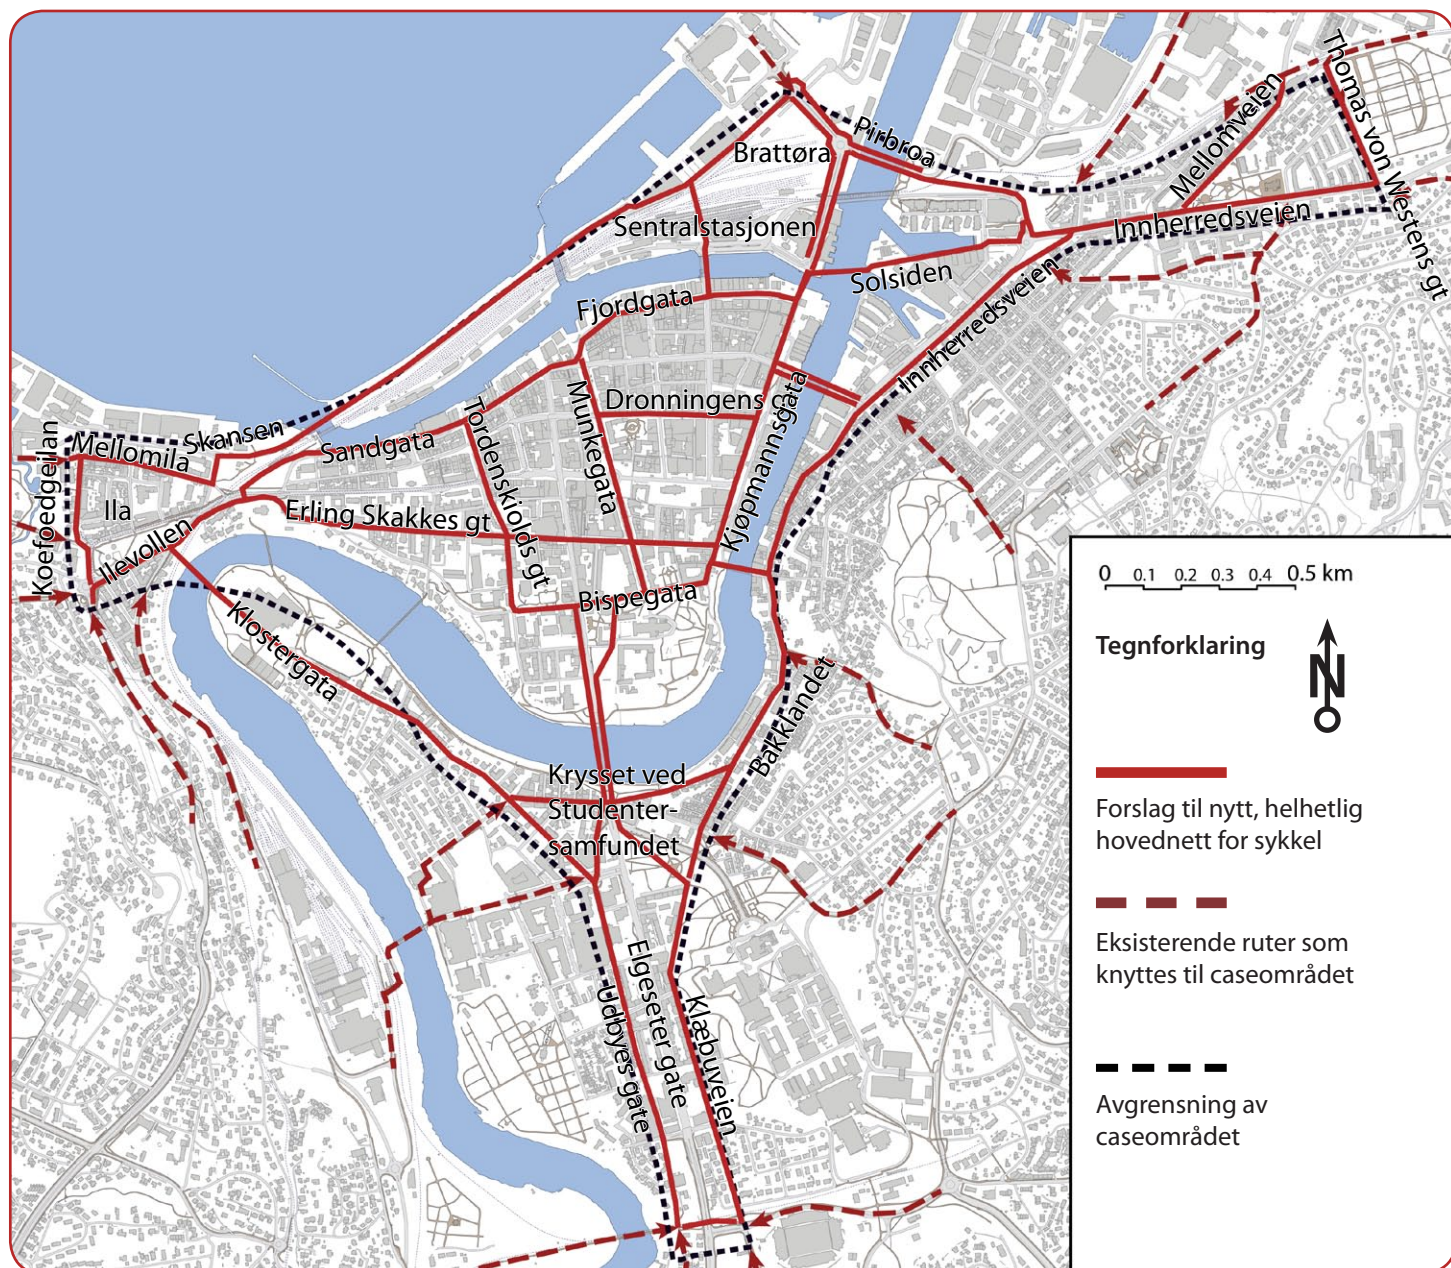 Thomas von Westens gt
Mellomveien
Pirbroa
Brattøra
Innherredsveien
Sentralstasjonen
Solsiden
Fjordgata
Innherredsveien
Munkegata
Dronningens g
Kjøpmannsgata
Tordenskiolds gt
Sandgata
Skansen
Mellomila
Koefoedgeilan
Ila
Ilevollen
Erling Skakkes gt
Bispegata
Klostergata
Bakklandet
Krysset ved
Studenter-
samfundet
Elgeseter gate
Udbyes gate
Klæbuveien
0 0.1 0.2 0.3 0.4 0.5 km
Tegnforklaring
N
Forslag til nytt, helhetlig
hovednett for sykkel
Eksisterende ruter som
knyttes til caseområdet
Avgrensning av
caseområdet